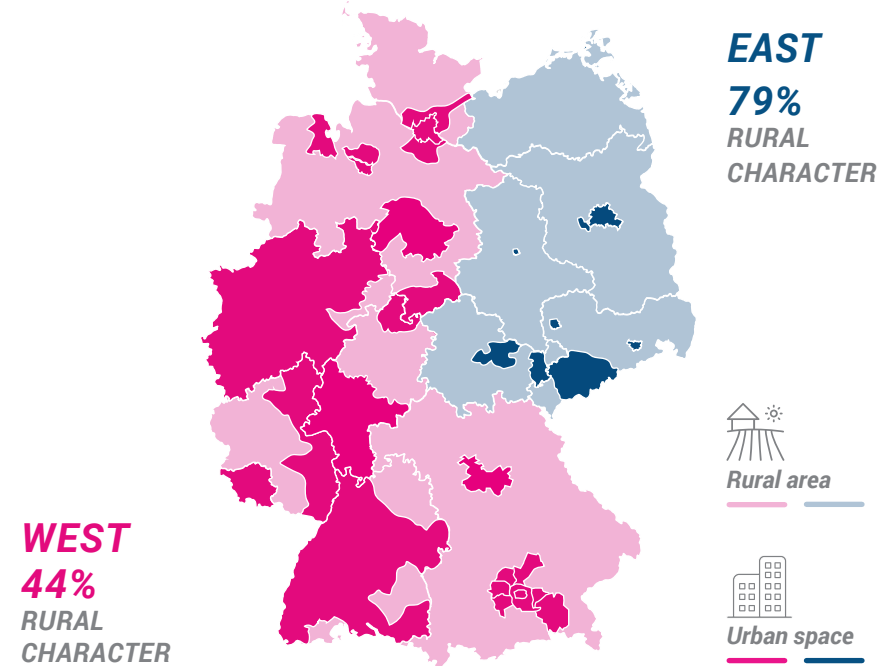 EAST
79%
RURAL
CHARACTER
Rural area
WEST
44%
RURAL
CHARACTER
Urban space